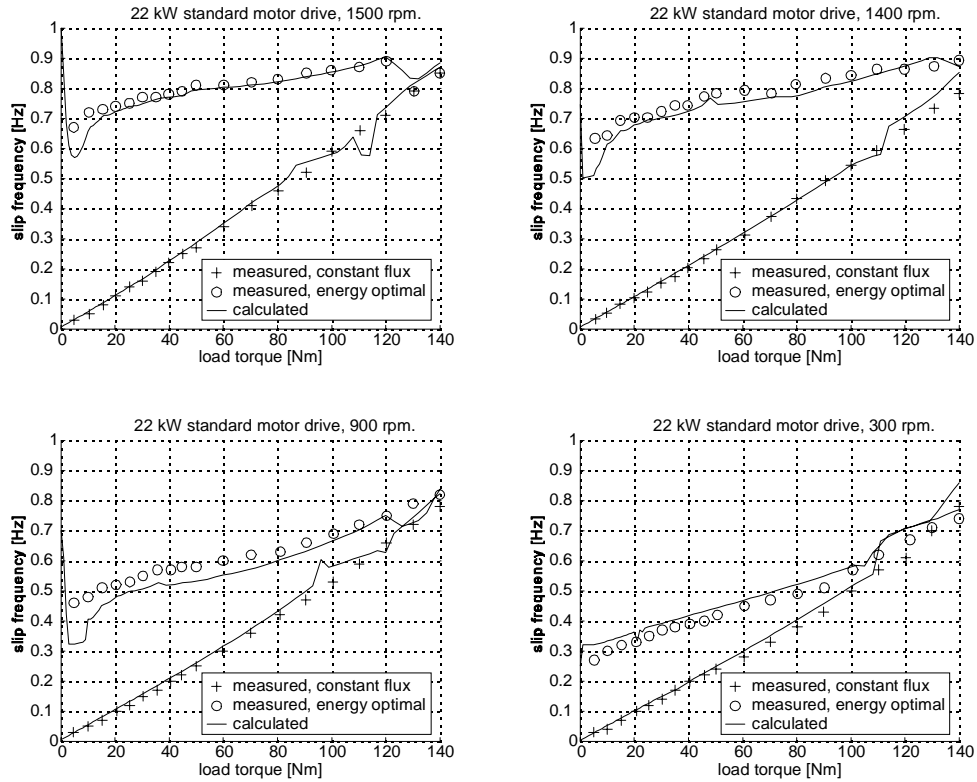 22 kW standard motor drive, 1500 rpm.
1
0.9
0.8
0.7
0.6
0.5
0.4
0.3
0.2
0.1
0
slip frequency [Hz]
measured, constant flux
measured, energy optimal
calculated
0 20 40 60 80 100 120 140
load torque [Nm]
22 kW standard motor drive, 1400 rpm.
1
0.9
0.8
0.7
0.6
0.5
0.4
0.3
0.2
0.1
0
slip frequency [Hz]
measured, constant flux
measured, energy optimal
calculated
0 20 40 60 80 100 120 140
load torque [Nm]
22 kW standard motor drive, 900 rpm.
1
0.9
0.8
0.7
0.6
0.5
0.4
0.3
0.2
0.1
0
slip frequency [Hz]
measured, constant flux
measured, energy optimal
calculated
0 20 40 60 80 100 120 140
load torque [Nm]
22 kW standard motor drive, 300 rpm.
1
0.9
0.8
0.7
0.6
0.5
0.4
0.3
0.2
0.1
0
slip frequency [Hz]
measured, constant flux
measured, energy optimal
calculated
0 20 40 60 80 100 120 140
load torque [Nm]